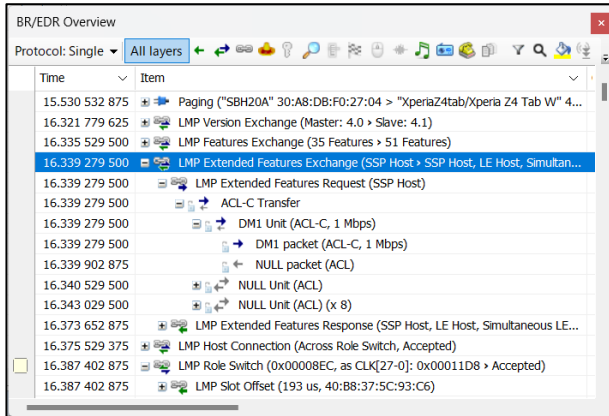 BR/EDR Overview
Protocol: Single All layers
Time Item
15.530 532 875 Paging ("SBH20A" 30:A8:DB:F0:27:04 > "XperiaZ4tab/Xperia Z4 Tab W" 4...
16.321 779 625 LMP Version Exchange (Master: 4.0 › Slave: 4.1)
16.335 529 500 LMP Features Exchange (35 Features › 51 Features)
16.339 279 500 LMP Extended Features Exchange (SSP Host › SSP Host, LE Host, Simultan...
16.339 279 500 LMP Extended Features Request (SSP Host)
16.339 279 500 ACL-C Transfer
16.339 279 500 DM1 Unit (ACL-C, 1 Mbps)
16.339 279 500 DM1 packet (ACL-C, 1 Mbps)
16.339 902 875 NULL packet (ACL)
16.340 529 500 NULL Unit (ACL)
16.343 029 500 NULL Unit (ACL) (x 8)
16.373 652 875 LMP Extended Features Response (SSP Host, LE Host, Simultaneous LE...
16.375 529 375 LMP Host Connection (Across Role Switch, Accepted)
16.387 402 875 LMP Role Switch (0x00008EC, as CLK[27-0]: 0x00011D8 › Accepted)
16.387 402 875 LMP Slot Offset (193 us, 40:B8:37:5C:93:C6)